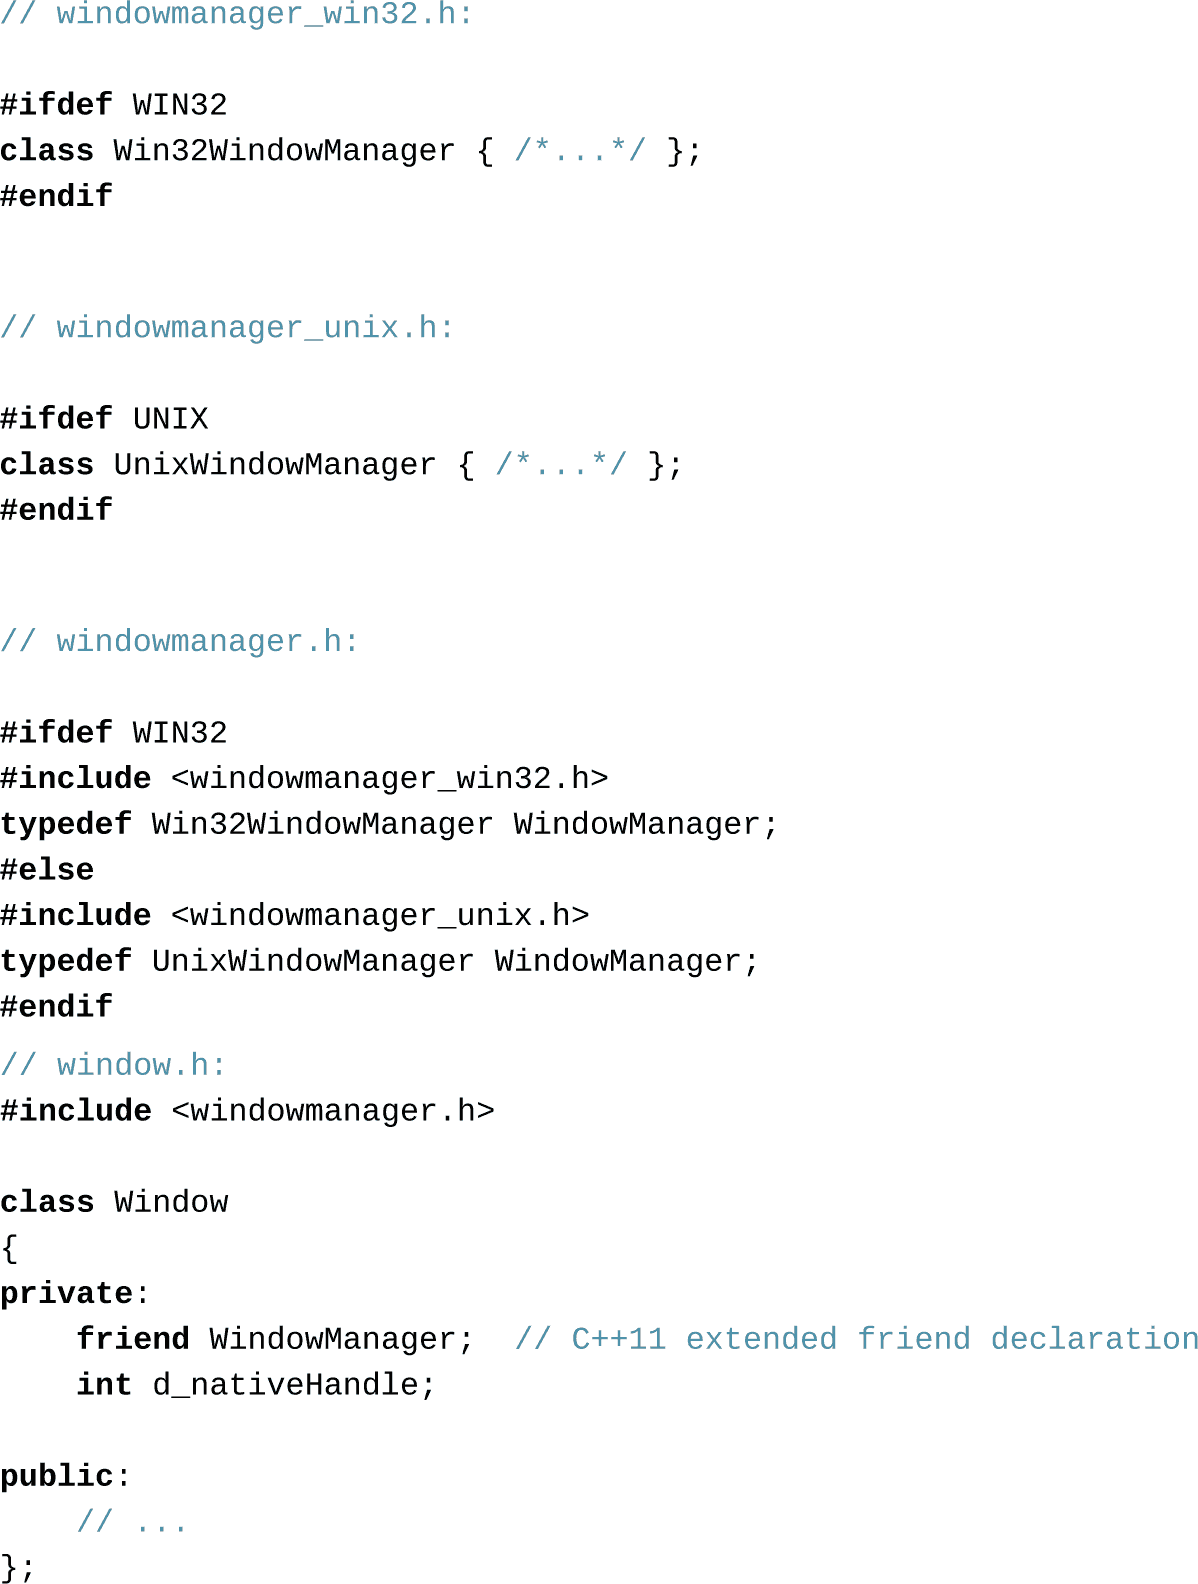 // windowmanager_win32.h:
#ifdef WIN32
class Win32WindowManager { /*...*/ };
#endif
// windowmanager_unix.h:
#ifdef UNIX
class UnixWindowManager { /*...*/ };
#endif
// windowmanager.h:
#ifdef WIN32
#include <windowmanager_win32.h>
typedef Win32WindowManager WindowManager;
#else
#include <windowmanager_unix.h>
typedef UnixWindowManager WindowManager;
#endif
// window.h:
#include <windowmanager.h>
class Window
{
private:
    friend WindowManager;  // C++11 extended friend declaration
    int d_nativeHandle;
public:
    // ...
};